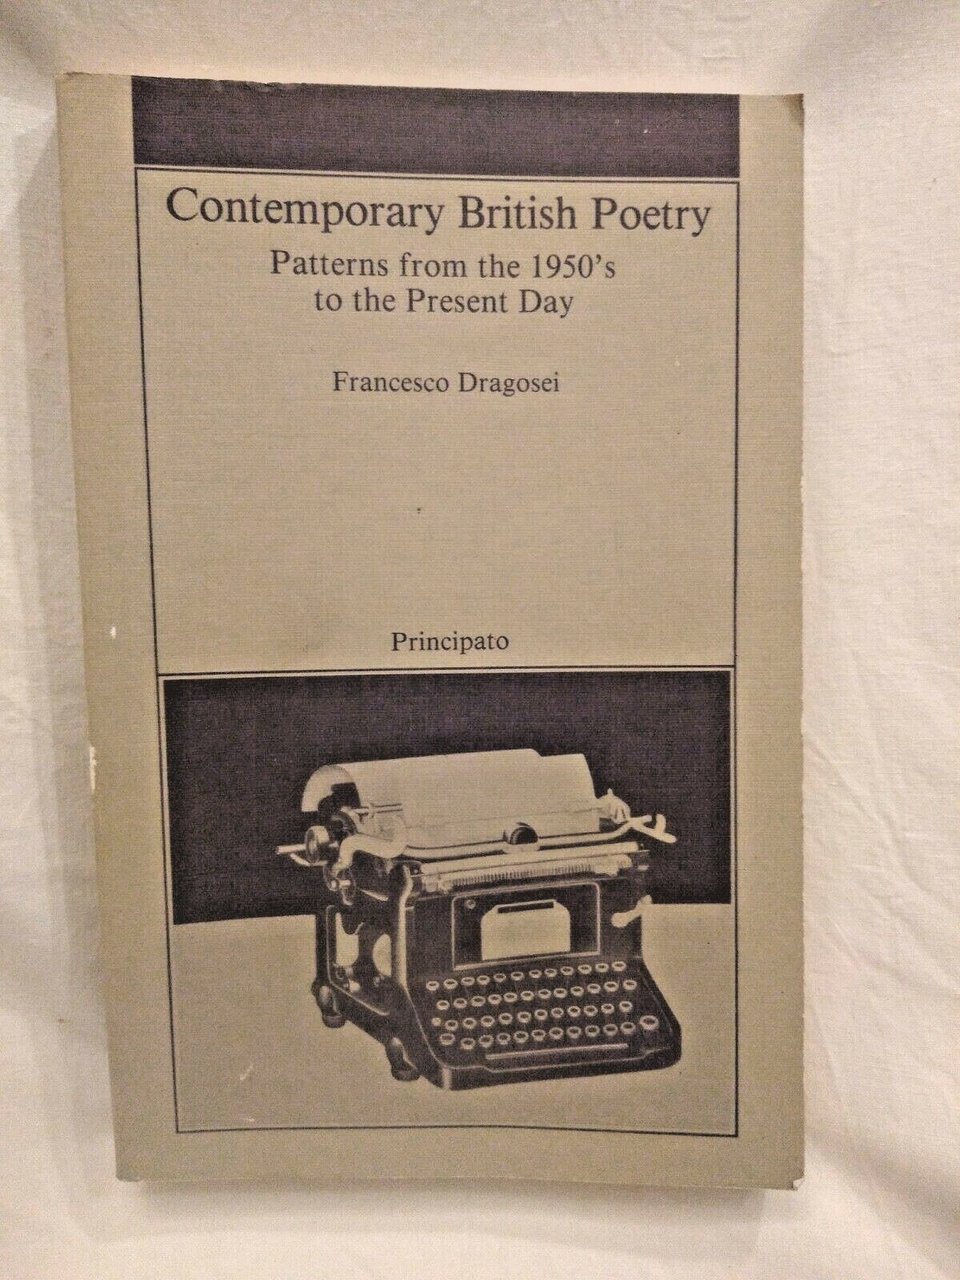 Contemporary British Poetry
Patterns from the 1950's
to the Present Day
Francesco Dragosei
Principato